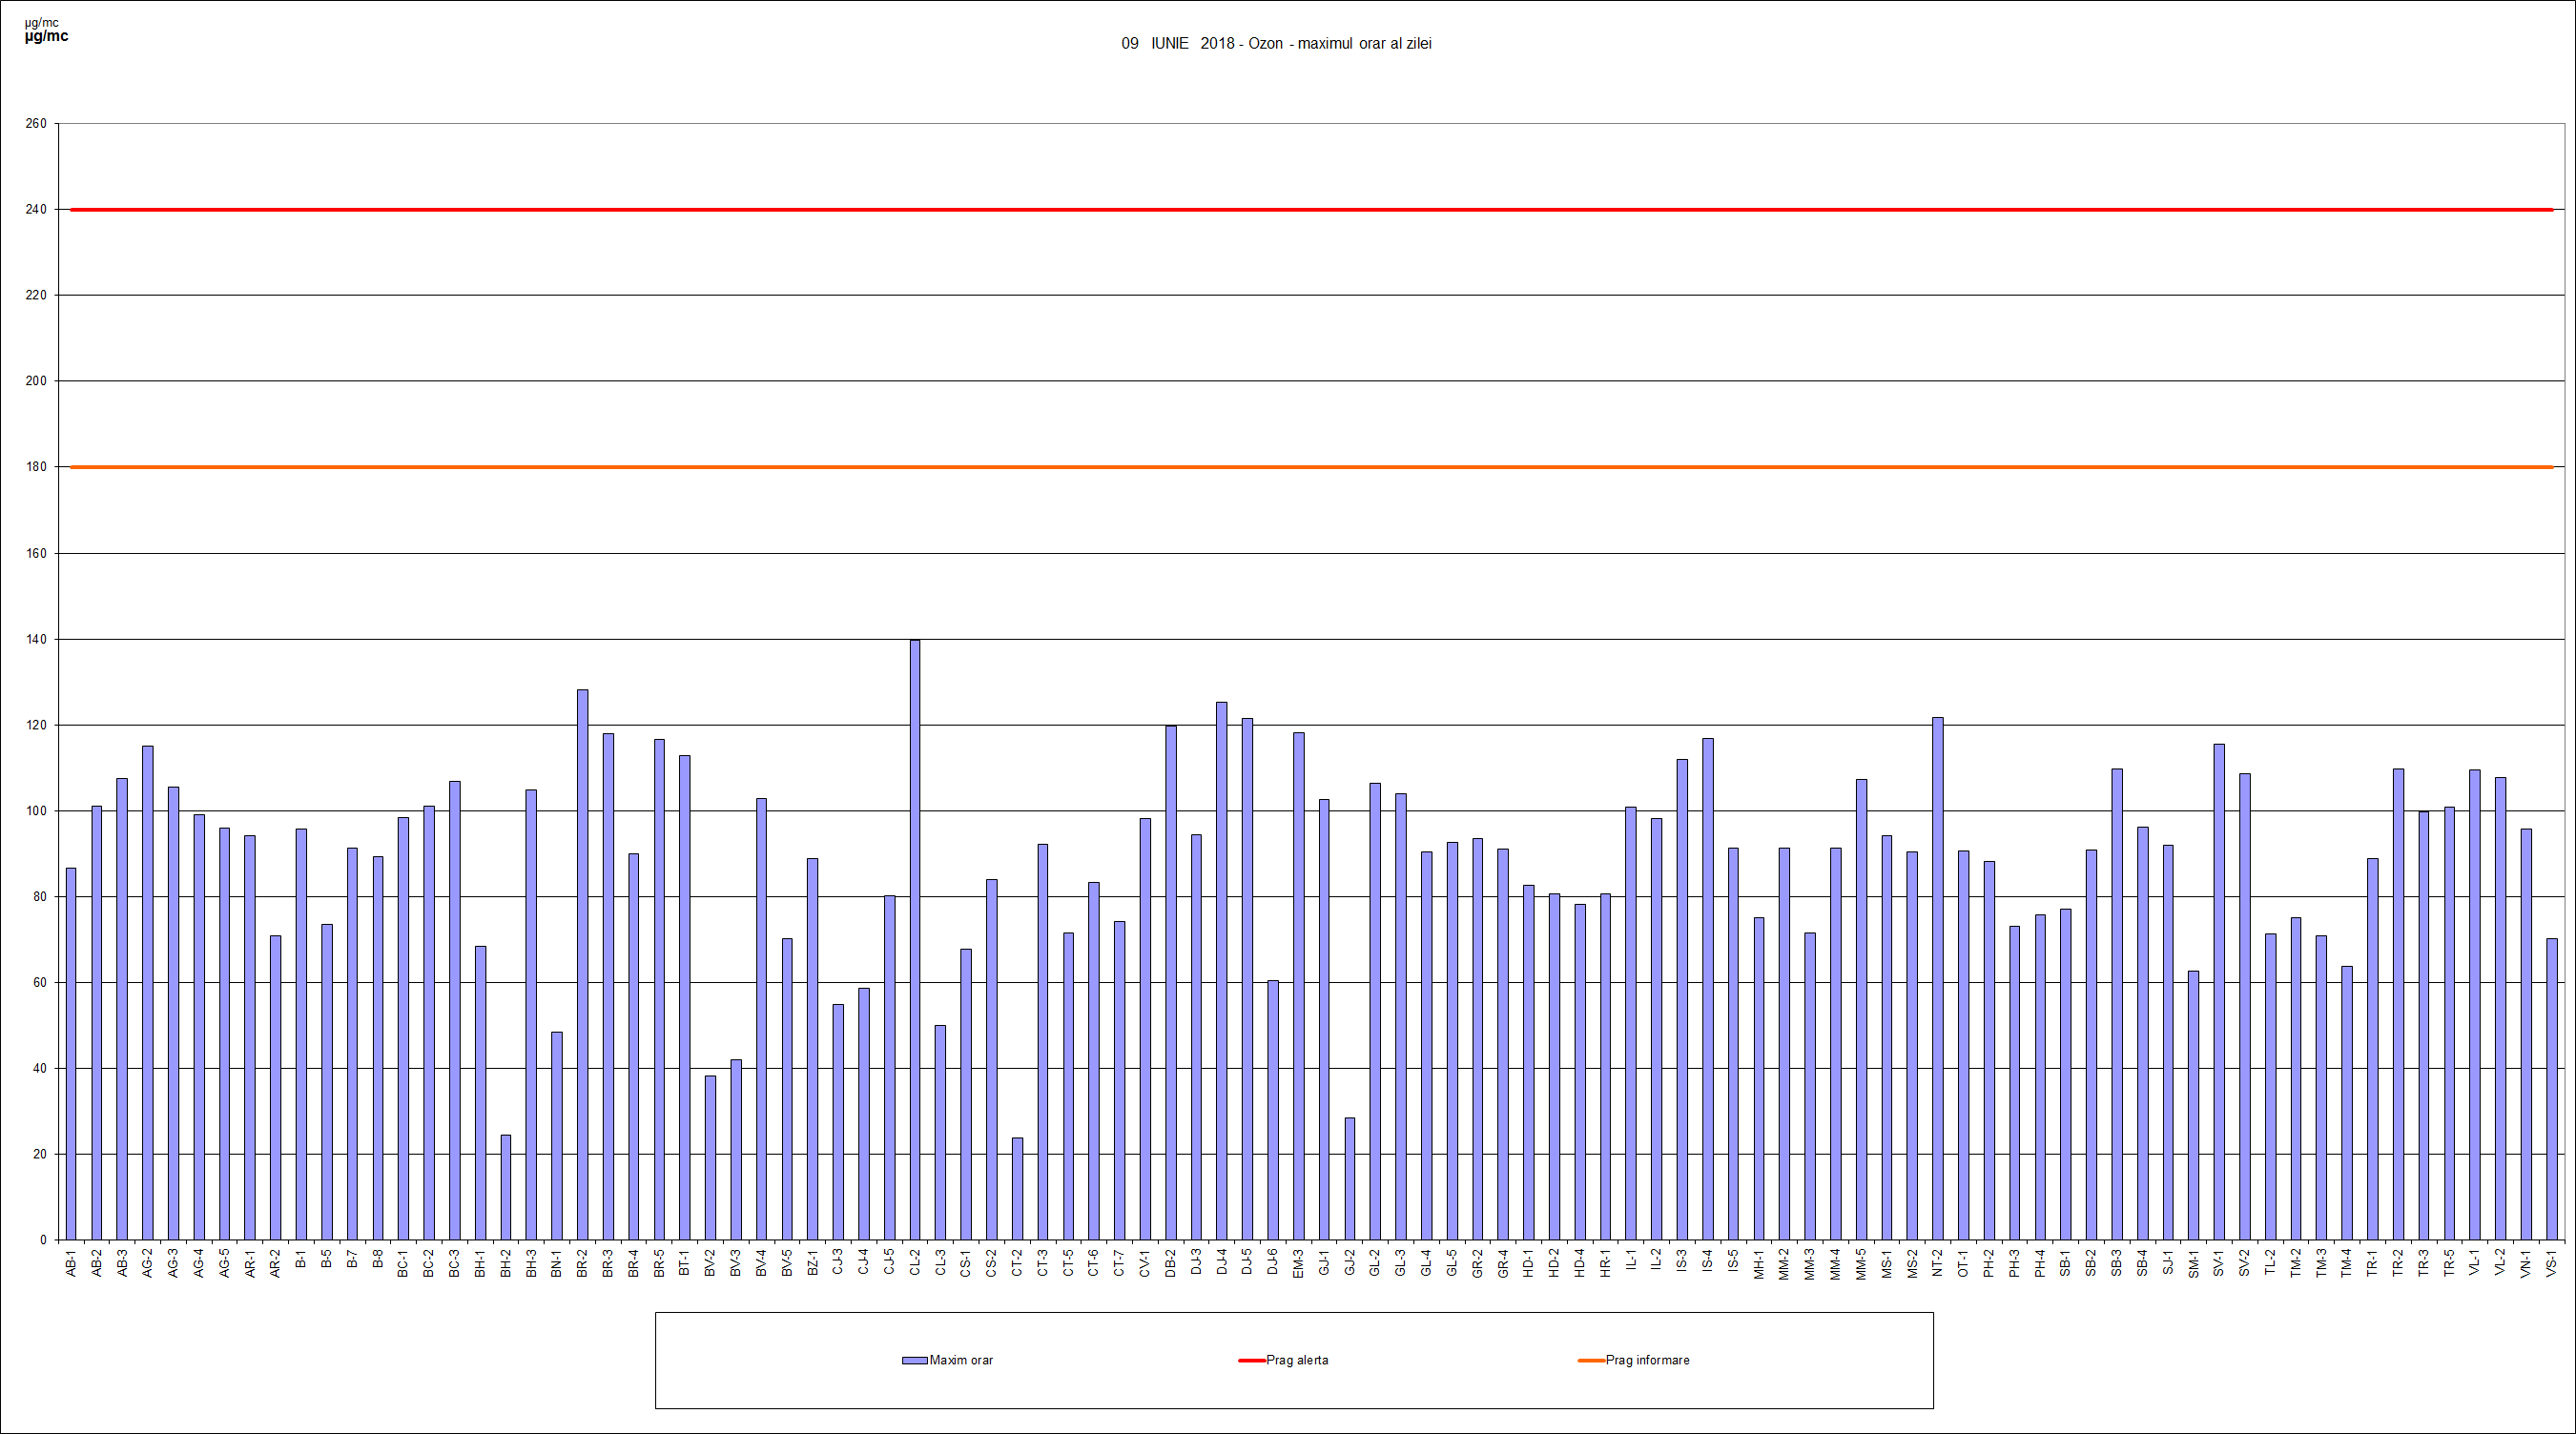 µg/mc
µg/mc
09 IUNIE 2018 - Ozon - maximul orar al zilei
260
240
220
200
180
160
140
120
100
80
60
40
20
0
AB-1 AB-2 AB-3 AG-2 AG-3 AG-4 AG-5 AR-1 AR-2 B-1 B-5 B-7 B-8 BC-1 BC-2 BC-3 BH-1 BH-2 BH-3 BN-1 BR-2 BR-3 BR-4 BR-5 BT-1 BV-2 BV-3 BV-4 BV-5 BZ-1 CJ-3 CJ-4 CJ-5 CL-2 CL-3 CS-1 CS-2 CT-2 CT-3 CT-5 CT-6 CT-7 CV-1 DB-2 DJ-3 DJ-4 DJ-5 DJ-6 EM-3 GJ-1 GJ-2 GL-2 GL-3 GL-4 GL-5 GR-2 GR-4 HD-1 HD-2 HD-4 HR-1 IL-1 IL-2 IS-3 IS-4 IS-5 MH-1 MM-2 MM-3 MM-4 MM-5 MS-1 MS-2 NT-2 OT-1 PH-2 PH-3 PH-4 SB-1 SB-2 SB-3 SB-4 SJ-1 SM-1 SV-1 SV-2 TL-2 TM-2 TM-3 TM-4 TR-1 TR-2 TR-3 TR-5 VL-1 VL-2 VN-1 VS-1
Maxim orar Prag alerta Prag informare